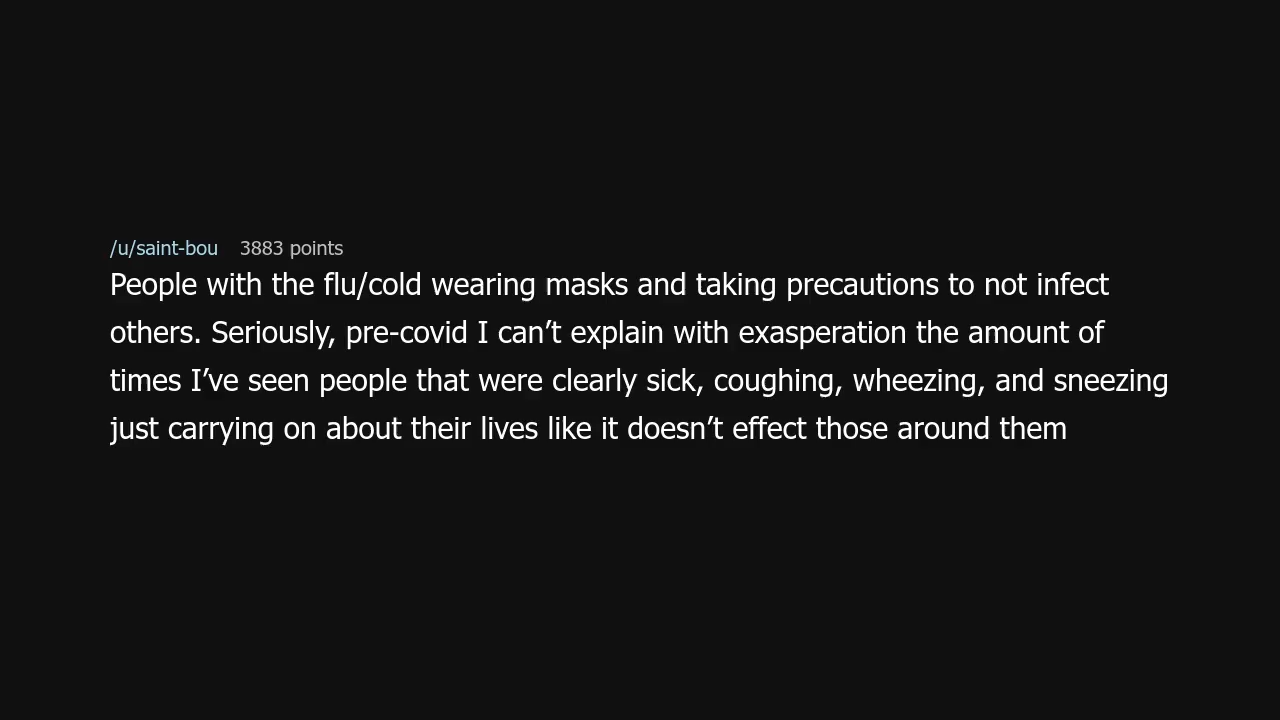 /u/saint-bou 3883 points
People with the flu/cold wearing masks and taking precautions to not infect
others. Seriously, pre-covid I can’t explain with exasperation the amount of
times I’ve seen people that were clearly sick, coughing, wheezing, and sneezing
just carrying on about their lives like it doesn’t effect those around them